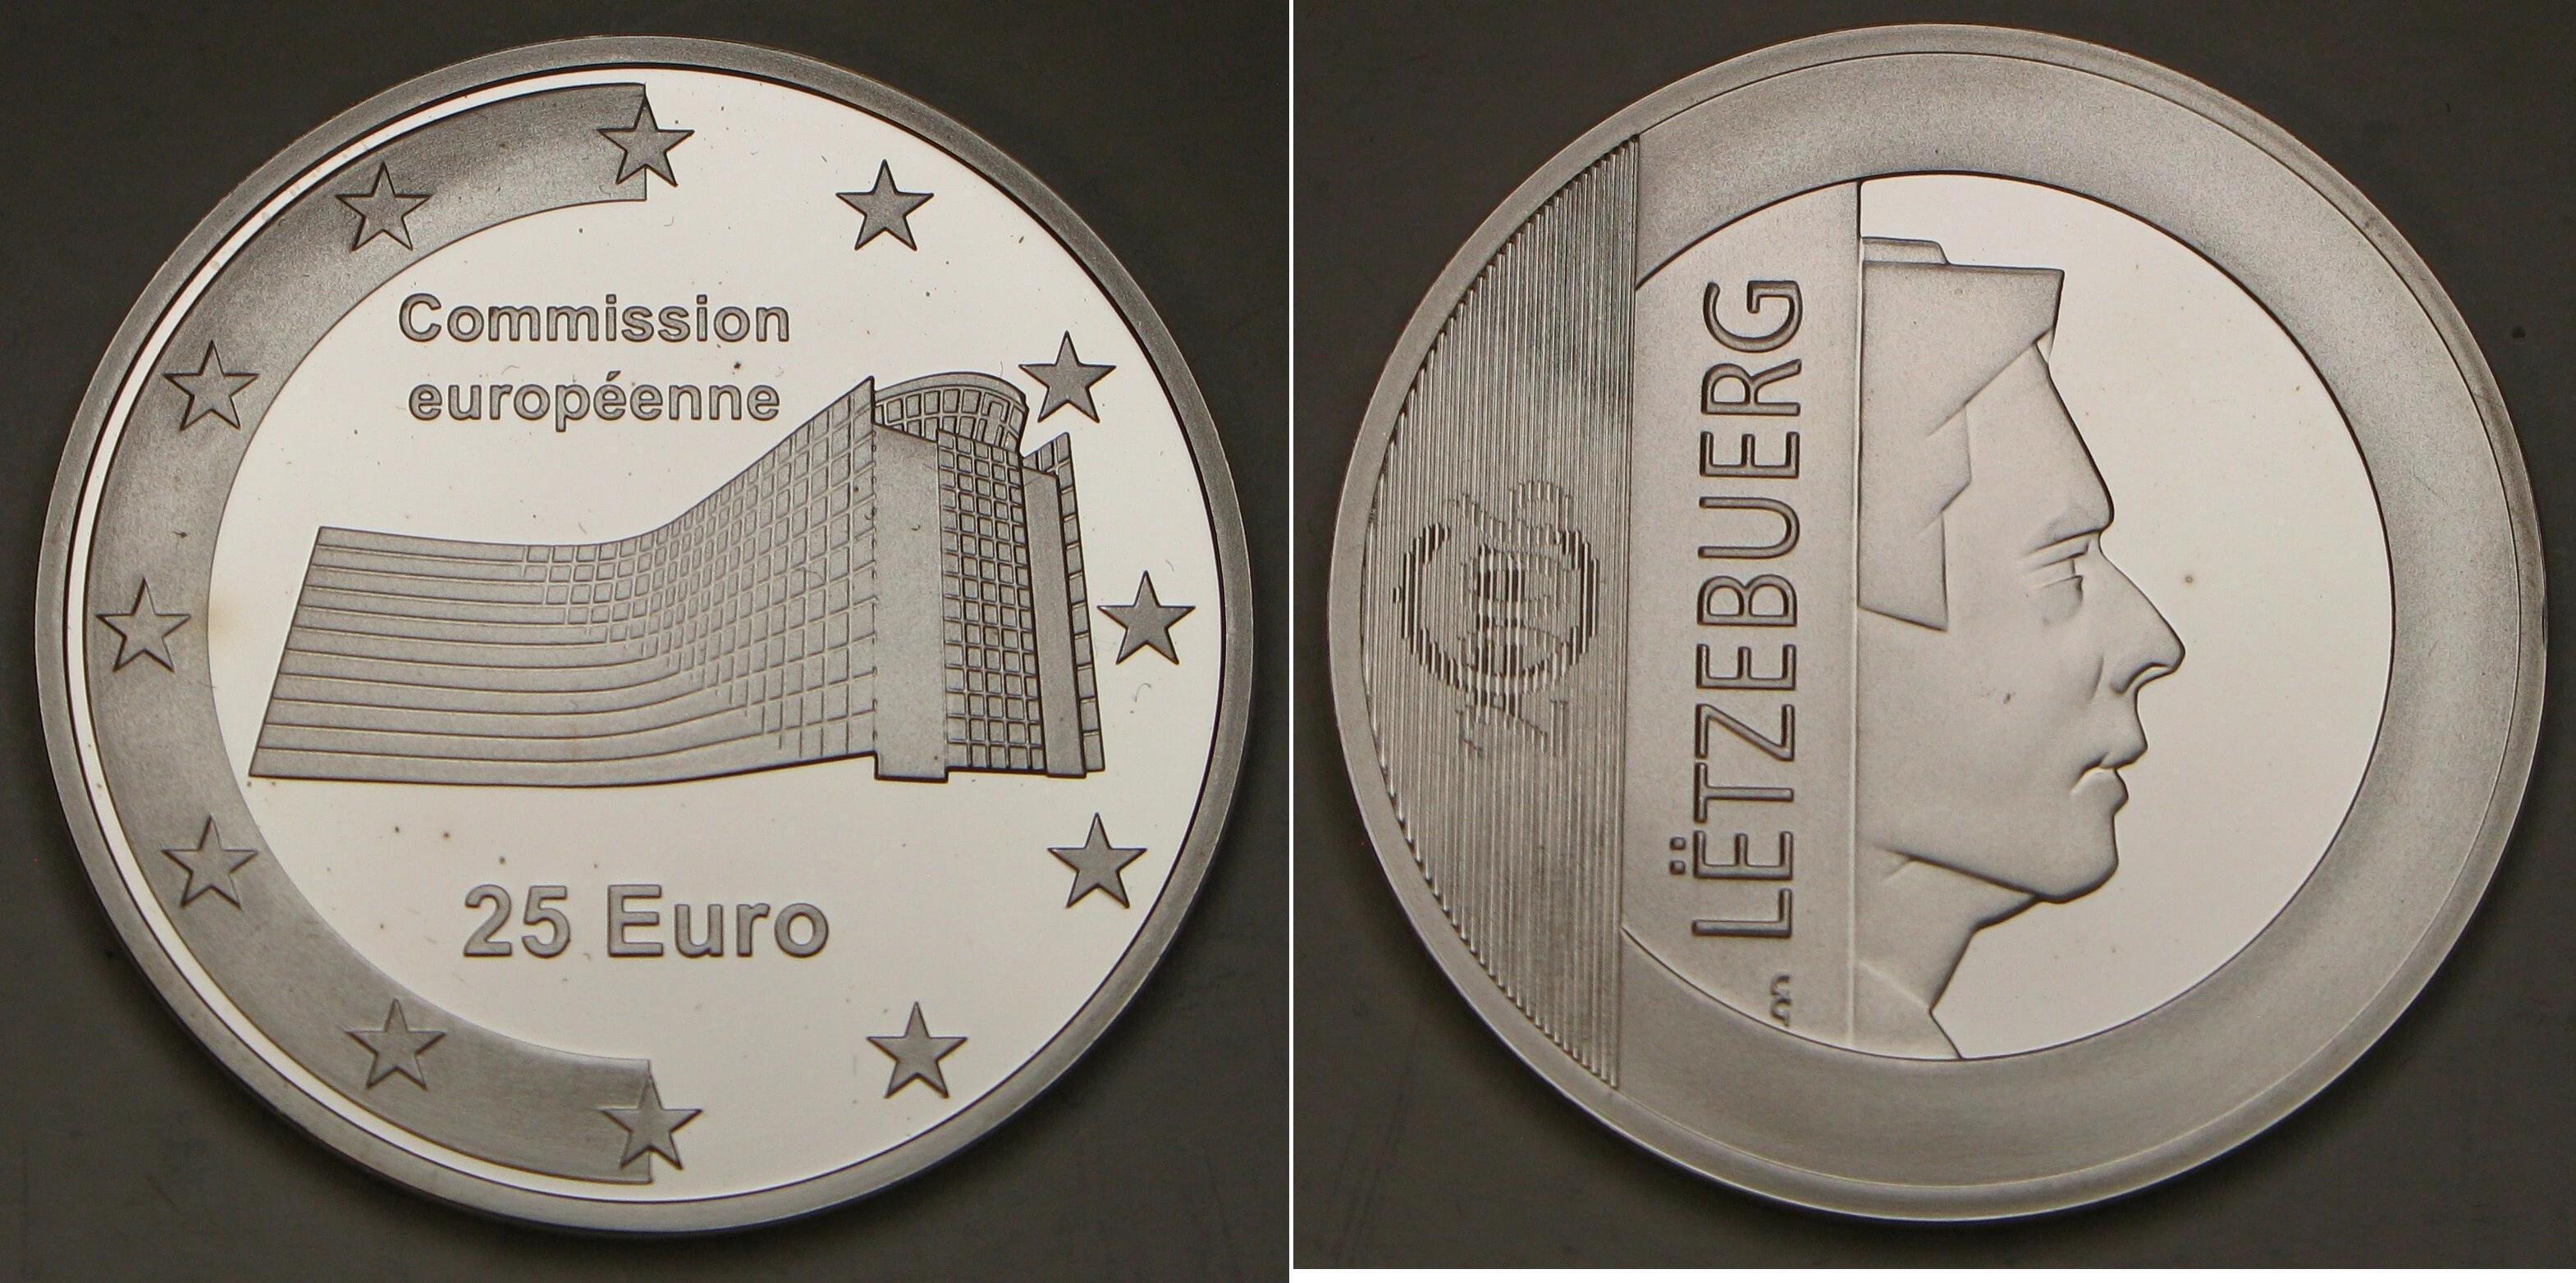 Commission
européenne
25 Euro
LËTZEBUERG